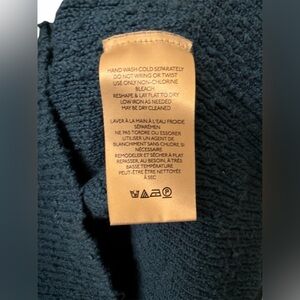 HAND WASH COLD SEPARATELY
DO NOT WRING OR TWIST
USE ONLY NON-CHLORINE
BLEACH
RESHAPE & LAY FLAT TO DRY
LOW IRON AS NEEDED
MAY BE DRY CLEANED
LAVER À LA MAIN À L'EAU FROIDE
SÉPARÉMEN
NE PAS TORDRE OU ESSORER
UTILISER UN AGENT DE
BLANCHIMENT SANS CHLORE, SI
NÉCESSAIRE
REMODELER ET SÉCHER À PLAT
REPASSER, AU BESOIN, À TRÈS
BASSE TEMPÉRATURE
PEUT-ÊTRE NETTOYÉE
À SEC